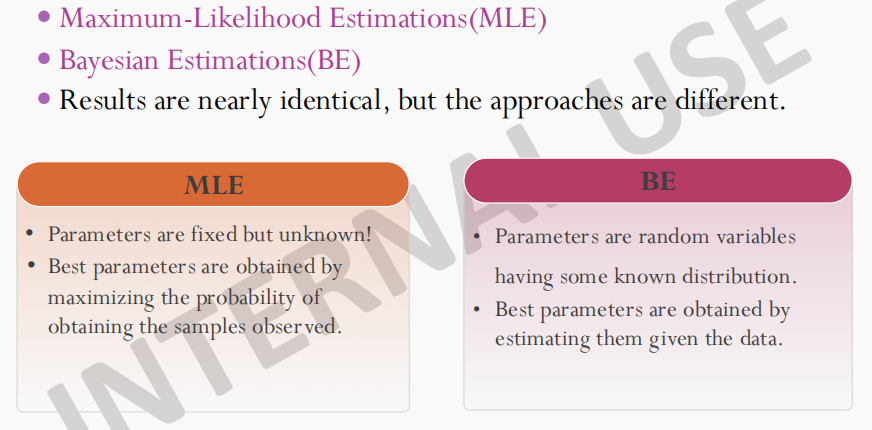 • Maximum-Likelihood Estimations(MLE)
• Bayesian Estimations(BE)
• Results are nearly identical, but the approaches are different.
MLE
• Parameters are fixed but unknown!
• Best parameters are obtained by
maximizing the probability of
obtaining the samples observed.
BE
• Parameters are random variables
having some known distribution.
• Best parameters are obtained by
estimating them given the data.
INTERNAL USE